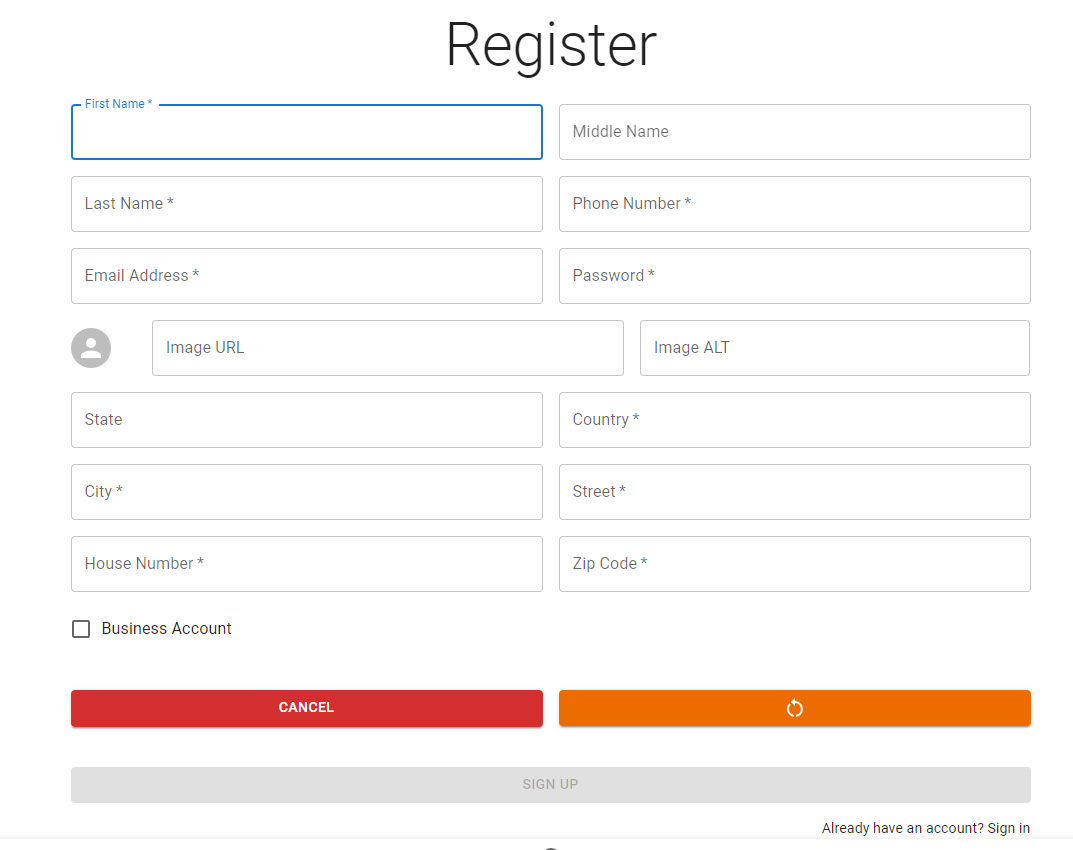 Register
First Name *
Middle Name
Last Name *
Phone Number *
Email Address *
Password *
Image URL
Image ALT
State
Country *
City *
Street *
House Number *
Zip Code *
Business Account
CANCEL
SIGN UP
Already have an account? Sign in